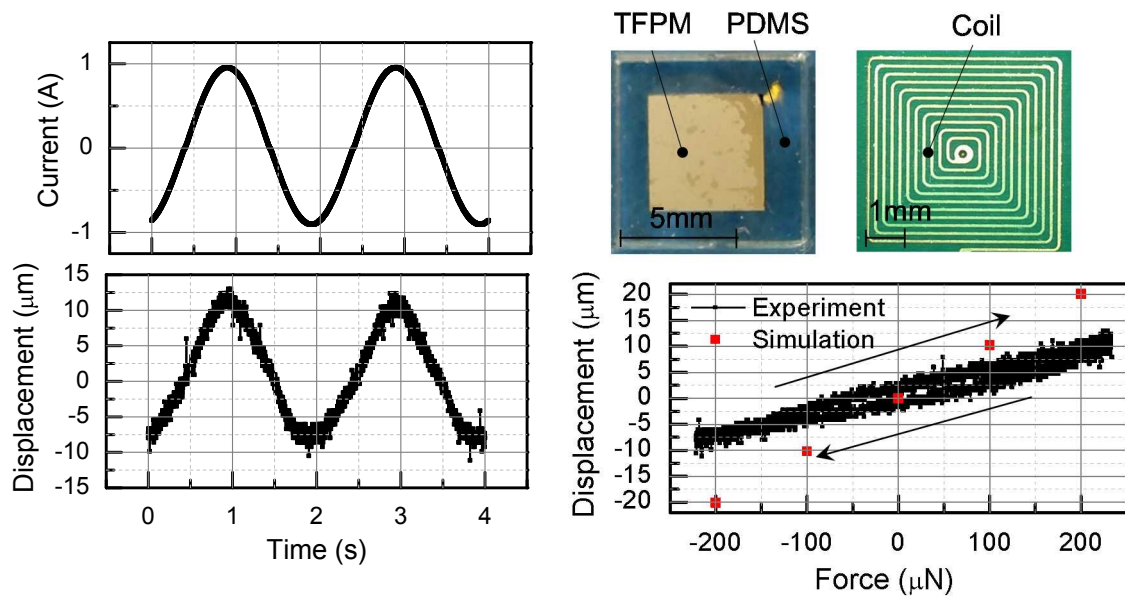 Current (A)
1
0
-1
Displacement (μm)
15
10
5
0
-5
-10
-15
0 1 2 3 4
Time (s)
TFPM PDMS
5mm
Coil
1mm
Displacement (μm)
20
15
10
5
0
-5
-10
-15
-20
Experiment
Simulation
-200 -100 0 100 200
Force (μN)